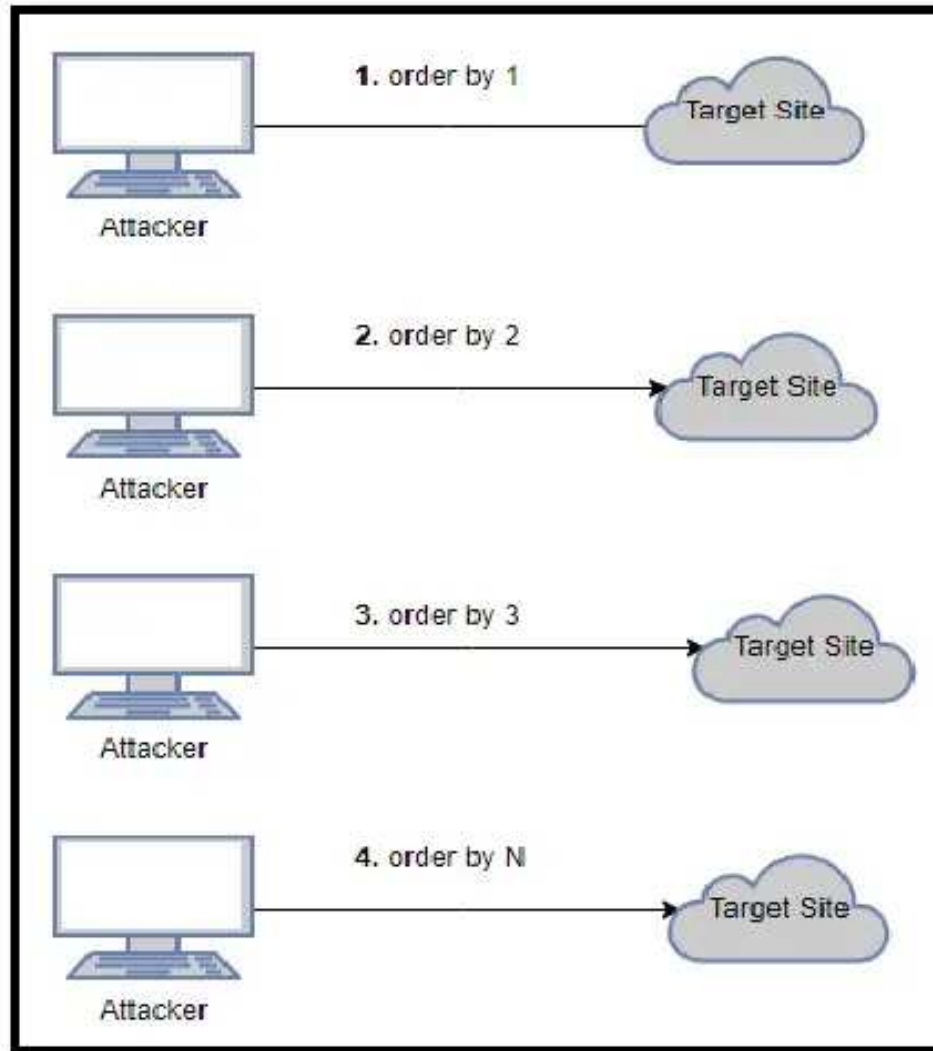 1. order by 1
Target Site
Attacker
2. order by 2
Target Site
Attacker
3. order by 3
Target Site
Attacker
4. order by N
Target Site
Attacker